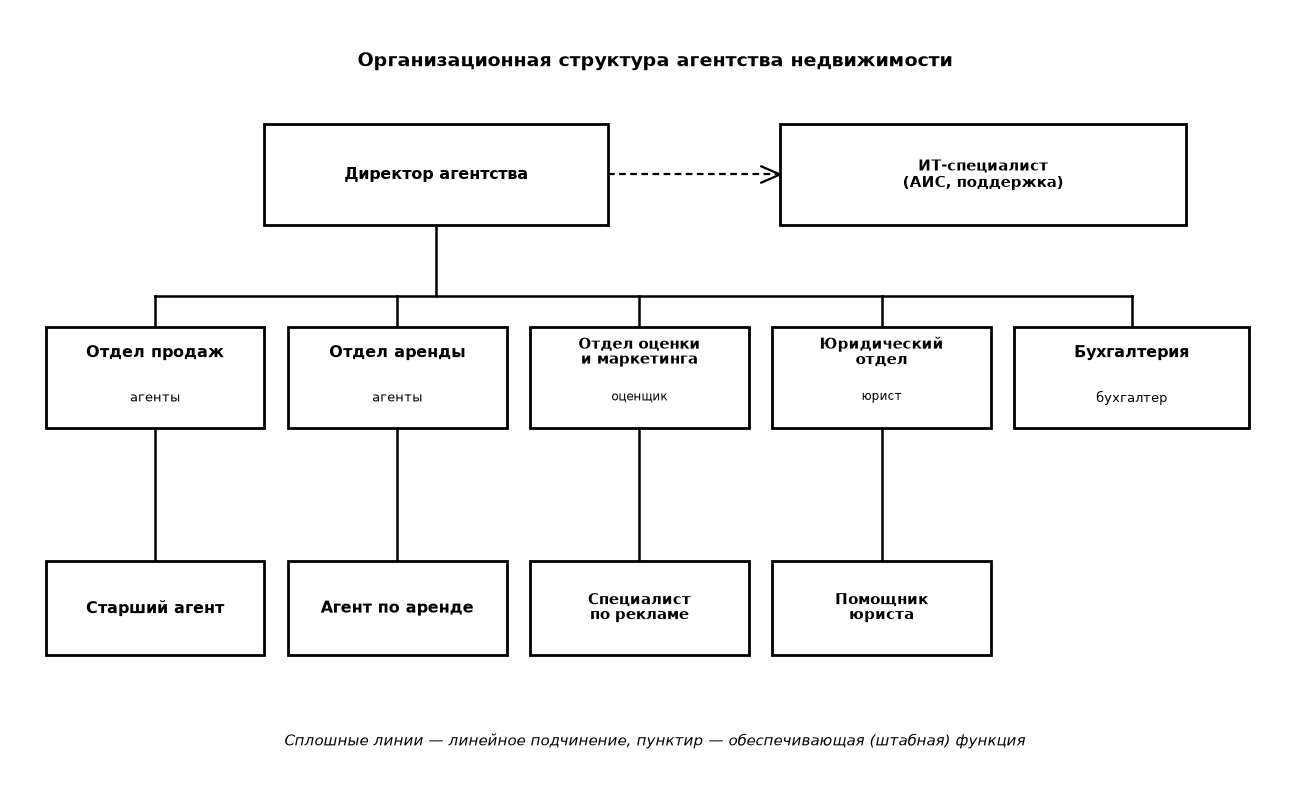 Организационная структура агентства недвижимости
Директор агентства
ИТ-специалист
(АИС, поддержка)
Отдел продаж
агенты
Отдел аренды
агенты
Отдел оценки
и маркетинга
оценщик
Юридический
отдел
юрист
Бухгалтерия
бухгалтер
Старший агент
Агент по аренде
Специалист
по рекламе
Помощник
юриста
Сплошные линии — линейное подчинение, пунктир — обеспечивающая (штабная) функция